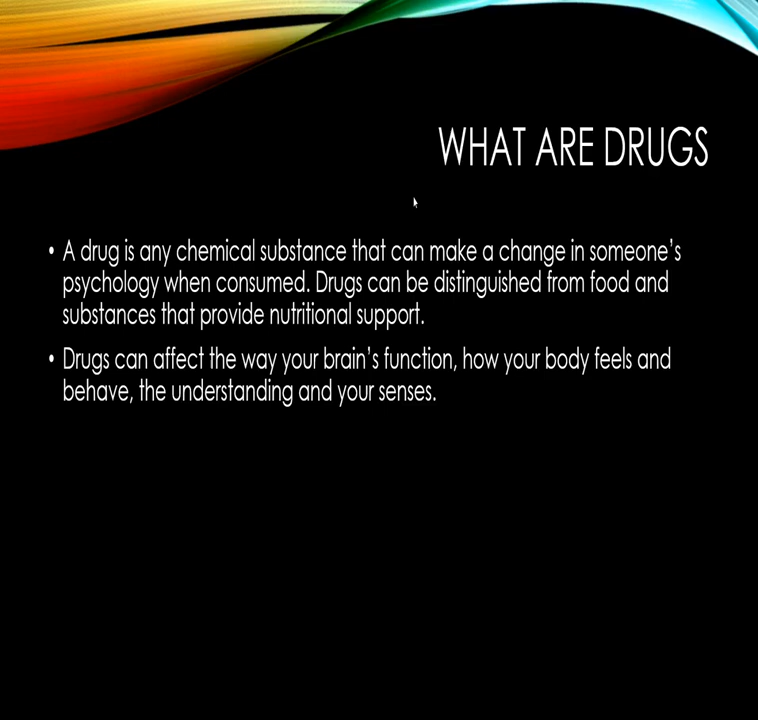 WHAT ARE DRUGS
• A drug is any chemical substance that can make a change in someone's
psychology when consumed. Drugs can be distinguished from food and
substances that provide nutritional support.
• Drugs can affect the way your brain's function, how your body feels and
behave, the understanding and your senses.